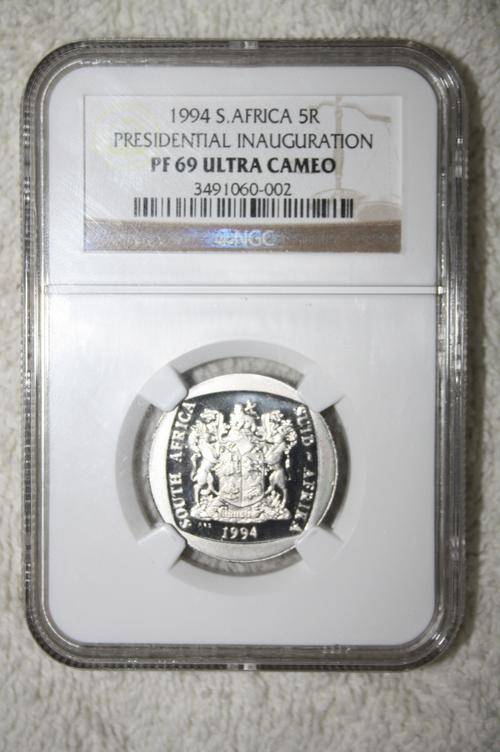 1994 S.AFRICA 5R
PRESIDENTIAL INAUGURATION
PF 69 ULTRA CAMEO
3491060-002
NGC
SOUTH AFRICA
SUID-AFRIKA
1994